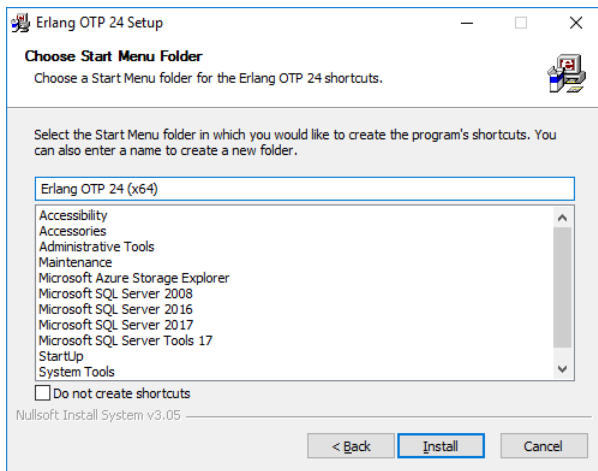 Erlang OTP 24 Setup
Choose Start Menu Folder
Choose a Start Menu folder for the Erlang OTP 24 shortcuts.
Select the Start Menu folder in which you would like to create the program's shortcuts. You
can also enter a name to create a new folder.
Erlang OTP 24 (x64)
Accessibility
Accessories
Administrative Tools
Maintenance
Microsoft Azure Storage Explorer
Microsoft SQL Server 2008
Microsoft SQL Server 2016
Microsoft SQL Server 2017
Microsoft SQL Server Tools 17
StartUp
System Tools
Do not create shortcuts
Nullsoft Install System v3.05
< Back Install Cancel